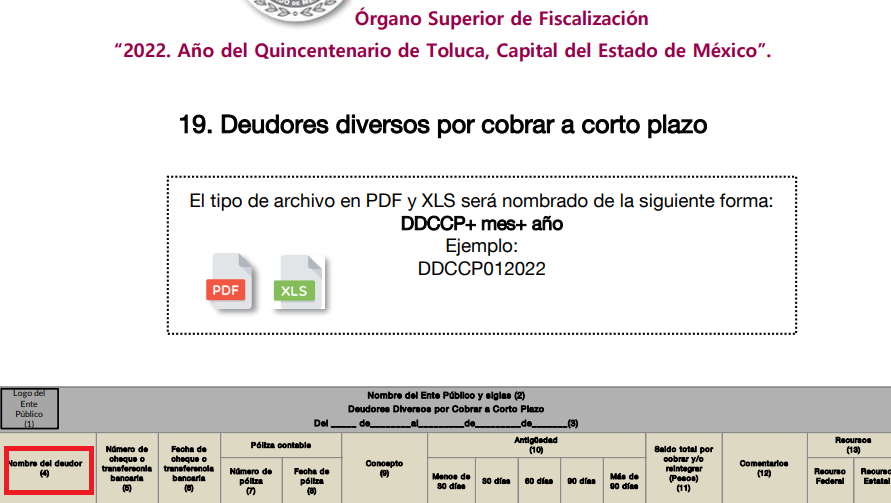 Órgano Superior de Fiscalización
“2022. Año del Quincentenario de Toluca, Capital del Estado de México”.
19. Deudores diversos por cobrar a corto plazo
El tipo de archivo en PDF y XLS será nombrado de la siguiente forma:
DDCCP+ mes+ año
Ejemplo:
DDCCP012022
PDF
XLS
Logo del
Ente
Público
(1)
Nombre del Ente Público y siglas (2)
Deudores Diversos por Cobrar a Corto Plazo
Del _____ de________al_________de_________de_______(3)
Nombre del deudor
(4)
Número de
cheque o
transferencia
bancaria
(5)
Fecha de
cheque o
transferencia
bancaria
(6)
Póliza contable
Número de
póliza
(7)
Fecha de
póliza
(8)
Concepto
(9)
Antigüedad
(10)
Menos de
30 días
30 días
60 días
90 días
Más de
90 días
Saldo total por
cobrar y/o
reintegrar
(Pesos)
(11)
Comentarios
(12)
Recursos
(13)
Recurso
Federal
Recurso
Estatal